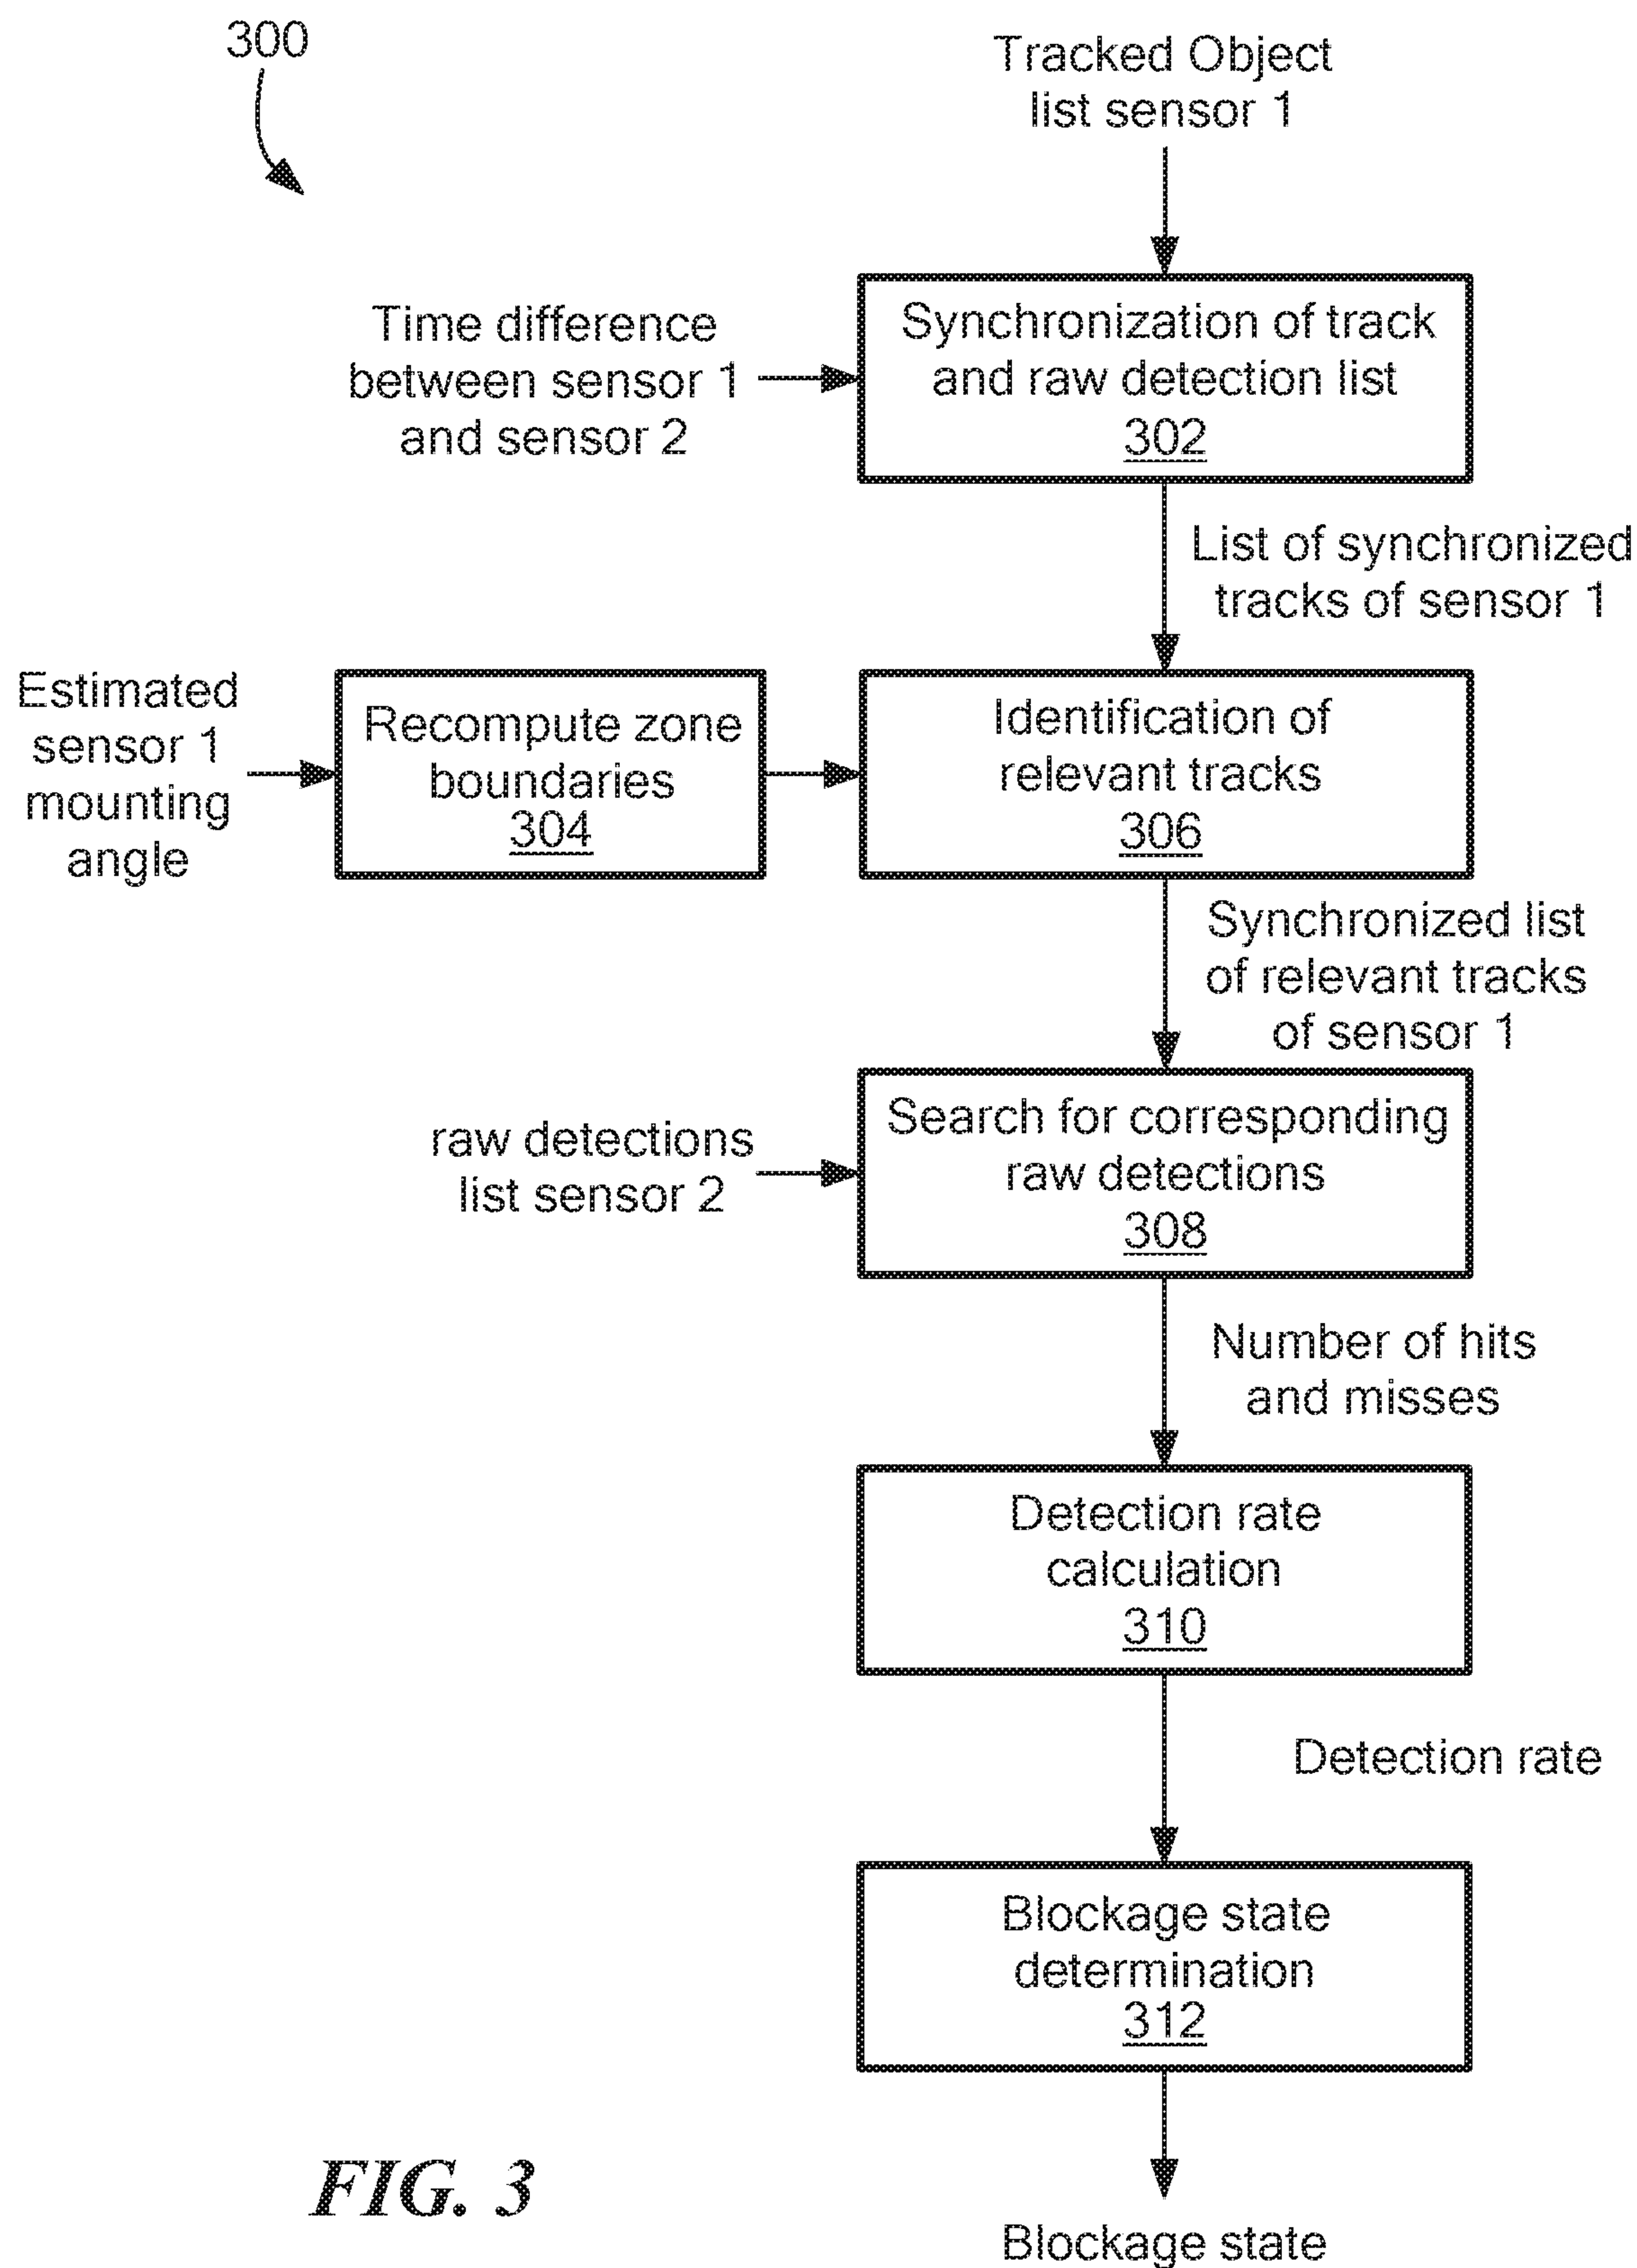 300
Tracked Object
list sensor 1
Time difference
between sensor 1
and sensor 2
Synchronization of track
and raw detection list
302
List of synchronized
tracks of sensor 1
Estimated
sensor 1
mounting
angle
Recompute zone
boundaries
304
Identification of
relevant tracks
306
Synchronized list
of relevant tracks
of sensor 1
raw detections
list sensor 2
Search for corresponding
raw detections
308
Number of hits
and misses
Detection rate
calculation
310
Detection rate
Blockage state
determination
312
Blockage state
FIG. 3